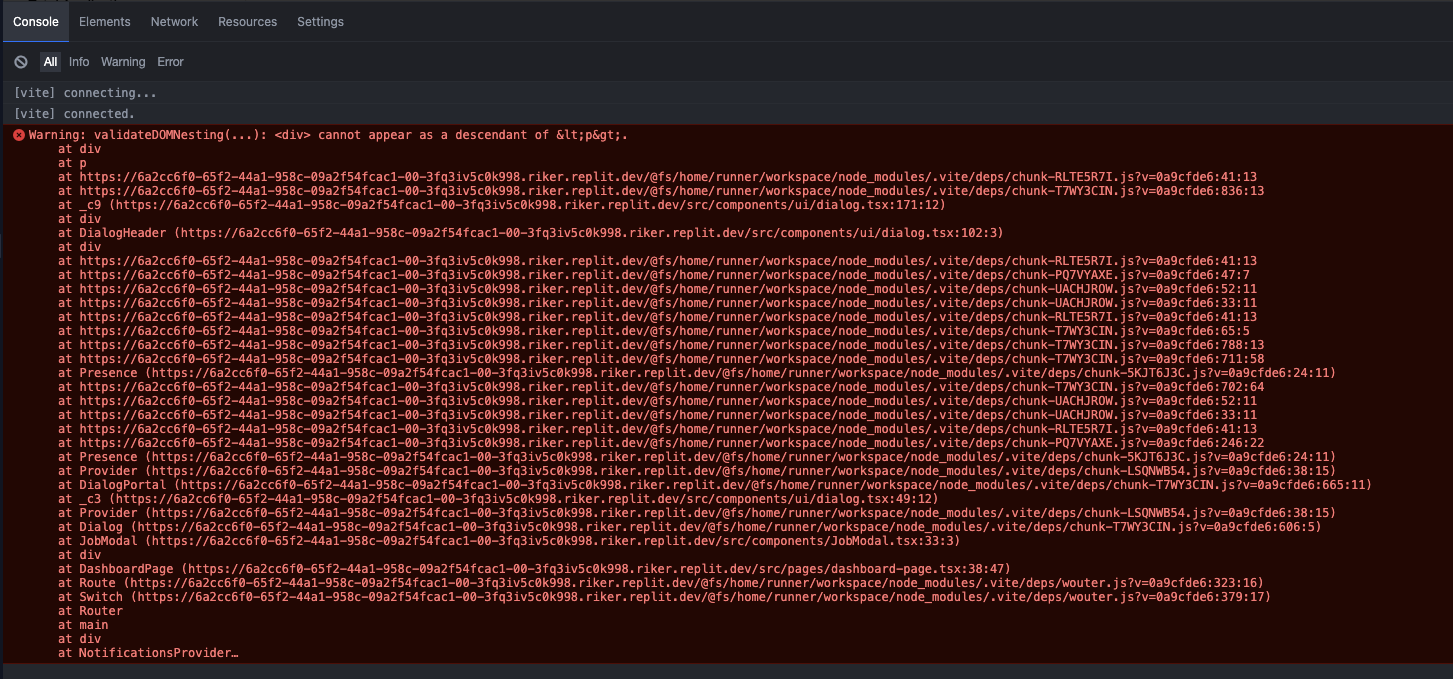 Console Elements Network Resources Settings
All Info Warning Error
[vite] connecting...
[vite] connected.
Warning: validateDOMNesting(...): <div> cannot appear as a descendant of &lt;p&gt;.
at div
at p
at https://6a2cc6f0-65f2-44a1-958c-09a2f54fcac1-00-3fq3iv5c0k998.riker.replit.dev/@fs/home/runner/workspace/node_modules/.vite/deps/chunk-RLTE5R7I.js?v=0a9cfde6:41:13
at https://6a2cc6f0-65f2-44a1-958c-09a2f54fcac1-00-3fq3iv5c0k998.riker.replit.dev/@fs/home/runner/workspace/node_modules/.vite/deps/chunk-T7WY3CIN.js?v=0a9cfde6:836:13
at _c9 (https://6a2cc6f0-65f2-44a1-958c-09a2f54fcac1-00-3fq3iv5c0k998.riker.replit.dev/src/components/ui/dialog.tsx:171:12)
at div
at DialogHeader (https://6a2cc6f0-65f2-44a1-958c-09a2f54fcac1-00-3fq3iv5c0k998.riker.replit.dev/src/components/ui/dialog.tsx:102:3)
at div
at https://6a2cc6f0-65f2-44a1-958c-09a2f54fcac1-00-3fq3iv5c0k998.riker.replit.dev/@fs/home/runner/workspace/node_modules/.vite/deps/chunk-RLTE5R7I.js?v=0a9cfde6:41:13
at https://6a2cc6f0-65f2-44a1-958c-09a2f54fcac1-00-3fq3iv5c0k998.riker.replit.dev/@fs/home/runner/workspace/node_modules/.vite/deps/chunk-PQ7VYAXE.js?v=0a9cfde6:47:7
at https://6a2cc6f0-65f2-44a1-958c-09a2f54fcac1-00-3fq3iv5c0k998.riker.replit.dev/@fs/home/runner/workspace/node_modules/.vite/deps/chunk-UACHJROW.js?v=0a9cfde6:52:11
at https://6a2cc6f0-65f2-44a1-958c-09a2f54fcac1-00-3fq3iv5c0k998.riker.replit.dev/@fs/home/runner/workspace/node_modules/.vite/deps/chunk-UACHJROW.js?v=0a9cfde6:33:11
at https://6a2cc6f0-65f2-44a1-958c-09a2f54fcac1-00-3fq3iv5c0k998.riker.replit.dev/@fs/home/runner/workspace/node_modules/.vite/deps/chunk-RLTE5R7I.js?v=0a9cfde6:41:13
at https://6a2cc6f0-65f2-44a1-958c-09a2f54fcac1-00-3fq3iv5c0k998.riker.replit.dev/@fs/home/runner/workspace/node_modules/.vite/deps/chunk-T7WY3CIN.js?v=0a9cfde6:65:5
at https://6a2cc6f0-65f2-44a1-958c-09a2f54fcac1-00-3fq3iv5c0k998.riker.replit.dev/@fs/home/runner/workspace/node_modules/.vite/deps/chunk-T7WY3CIN.js?v=0a9cfde6:788:13
at https://6a2cc6f0-65f2-44a1-958c-09a2f54fcac1-00-3fq3iv5c0k998.riker.replit.dev/@fs/home/runner/workspace/node_modules/.vite/deps/chunk-T7WY3CIN.js?v=0a9cfde6:711:58
at Presence (https://6a2cc6f0-65f2-44a1-958c-09a2f54fcac1-00-3fq3iv5c0k998.riker.replit.dev/@fs/home/runner/workspace/node_modules/.vite/deps/chunk-5KJT6J3C.js?v=0a9cfde6:24:11)
at https://6a2cc6f0-65f2-44a1-958c-09a2f54fcac1-00-3fq3iv5c0k998.riker.replit.dev/@fs/home/runner/workspace/node_modules/.vite/deps/chunk-T7WY3CIN.js?v=0a9cfde6:702:64
at https://6a2cc6f0-65f2-44a1-958c-09a2f54fcac1-00-3fq3iv5c0k998.riker.replit.dev/@fs/home/runner/workspace/node_modules/.vite/deps/chunk-UACHJROW.js?v=0a9cfde6:52:11
at https://6a2cc6f0-65f2-44a1-958c-09a2f54fcac1-00-3fq3iv5c0k998.riker.replit.dev/@fs/home/runner/workspace/node_modules/.vite/deps/chunk-UACHJROW.js?v=0a9cfde6:33:11
at https://6a2cc6f0-65f2-44a1-958c-09a2f54fcac1-00-3fq3iv5c0k998.riker.replit.dev/@fs/home/runner/workspace/node_modules/.vite/deps/chunk-RLTE5R7I.js?v=0a9cfde6:41:13
at https://6a2cc6f0-65f2-44a1-958c-09a2f54fcac1-00-3fq3iv5c0k998.riker.replit.dev/@fs/home/runner/workspace/node_modules/.vite/deps/chunk-PQ7VYAXE.js?v=0a9cfde6:246:22
at Presence (https://6a2cc6f0-65f2-44a1-958c-09a2f54fcac1-00-3fq3iv5c0k998.riker.replit.dev/@fs/home/runner/workspace/node_modules/.vite/deps/chunk-5KJT6J3C.js?v=0a9cfde6:24:11)
at Provider (https://6a2cc6f0-65f2-44a1-958c-09a2f54fcac1-00-3fq3iv5c0k998.riker.replit.dev/@fs/home/runner/workspace/node_modules/.vite/deps/chunk-LSQNWB54.js?v=0a9cfde6:38:15)
at DialogPortal (https://6a2cc6f0-65f2-44a1-958c-09a2f54fcac1-00-3fq3iv5c0k998.riker.replit.dev/@fs/home/runner/workspace/node_modules/.vite/deps/chunk-T7WY3CIN.js?v=0a9cfde6:665:11)
at _c3 (https://6a2cc6f0-65f2-44a1-958c-09a2f54fcac1-00-3fq3iv5c0k998.riker.replit.dev/src/components/ui/dialog.tsx:49:12)
at Provider (https://6a2cc6f0-65f2-44a1-958c-09a2f54fcac1-00-3fq3iv5c0k998.riker.replit.dev/@fs/home/runner/workspace/node_modules/.vite/deps/chunk-LSQNWB54.js?v=0a9cfde6:38:15)
at Dialog (https://6a2cc6f0-65f2-44a1-958c-09a2f54fcac1-00-3fq3iv5c0k998.riker.replit.dev/@fs/home/runner/workspace/node_modules/.vite/deps/chunk-T7WY3CIN.js?v=0a9cfde6:606:5)
at JobModal (https://6a2cc6f0-65f2-44a1-958c-09a2f54fcac1-00-3fq3iv5c0k998.riker.replit.dev/src/components/JobModal.tsx:33:3)
at div
at DashboardPage (https://6a2cc6f0-65f2-44a1-958c-09a2f54fcac1-00-3fq3iv5c0k998.riker.replit.dev/src/pages/dashboard-page.tsx:38:47)
at Route (https://6a2cc6f0-65f2-44a1-958c-09a2f54fcac1-00-3fq3iv5c0k998.riker.replit.dev/@fs/home/runner/workspace/node_modules/.vite/deps/wouter.js?v=0a9cfde6:323:16)
at Switch (https://6a2cc6f0-65f2-44a1-958c-09a2f54fcac1-00-3fq3iv5c0k998.riker.replit.dev/@fs/home/runner/workspace/node_modules/.vite/deps/wouter.js?v=0a9cfde6:379:17)
at Router
at main
at div
at NotificationsProvider…